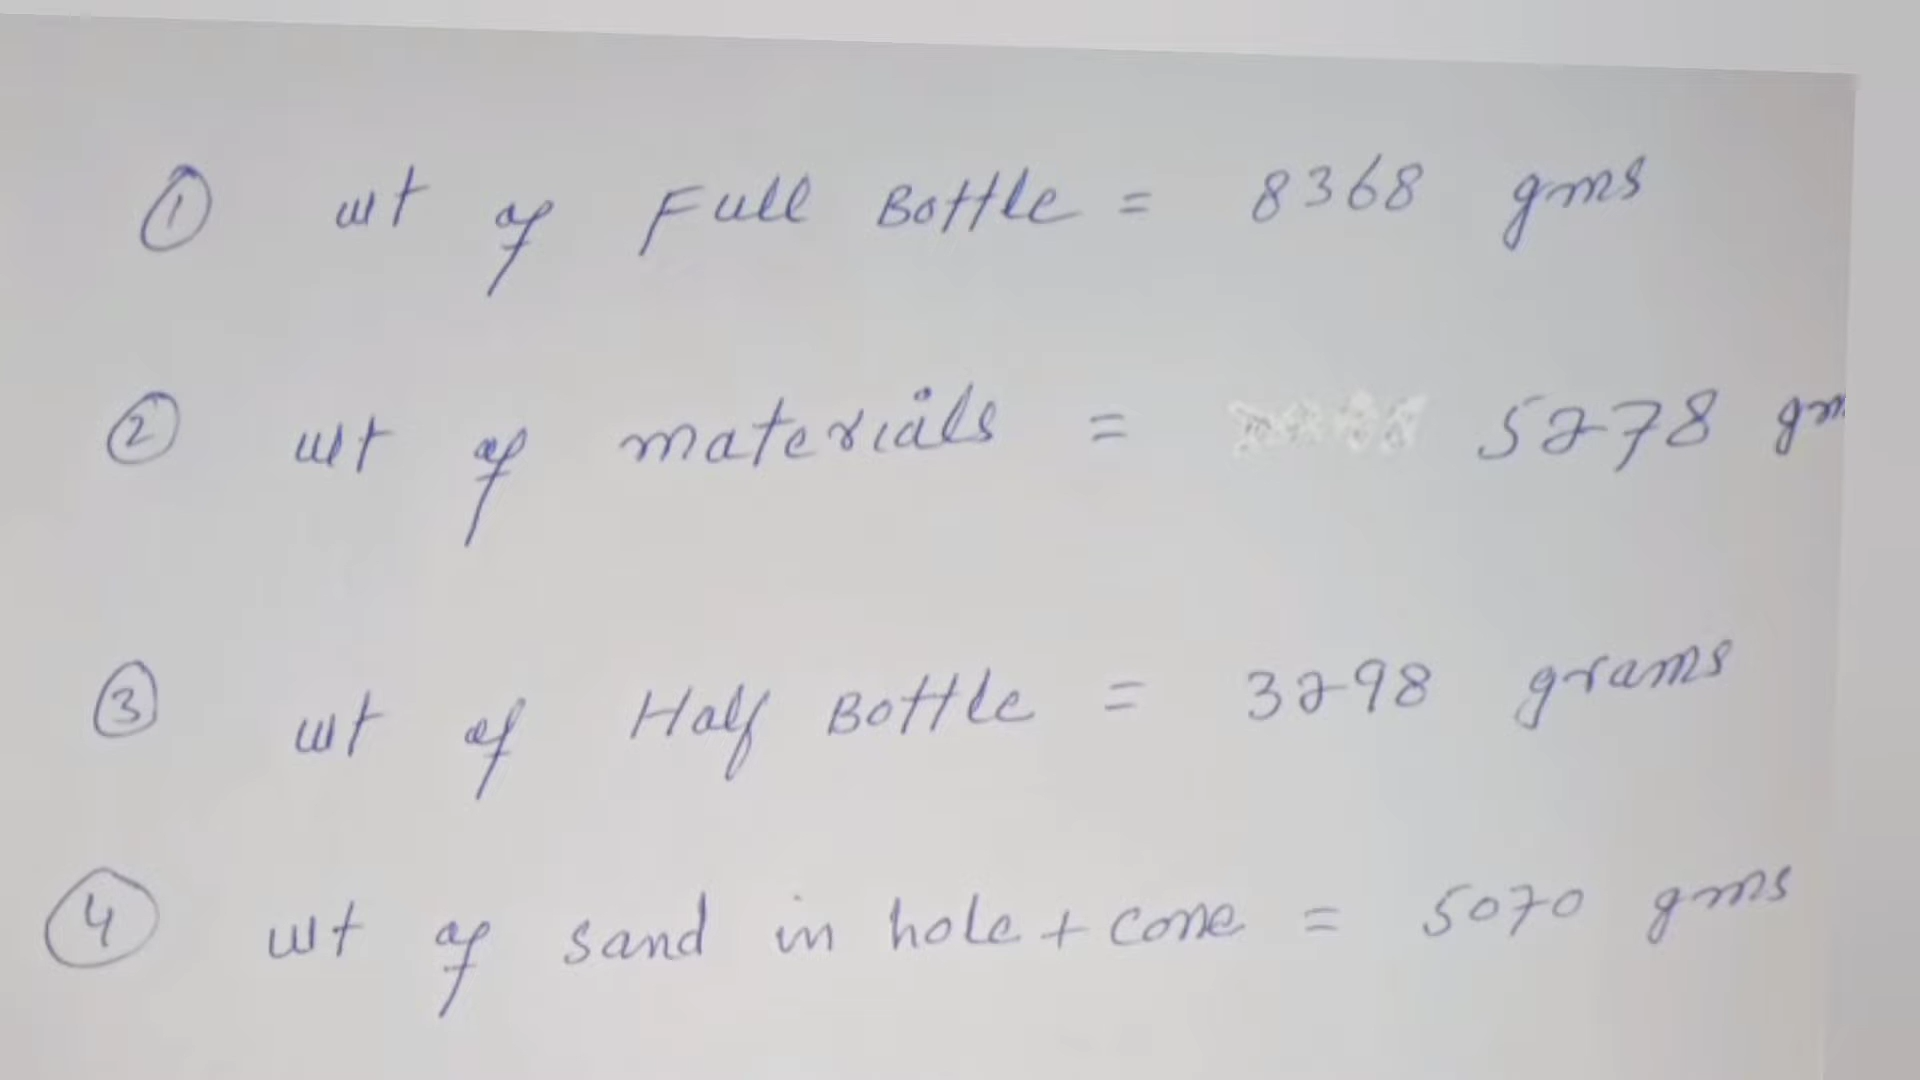 ① wt of Full Bottle = 8368 gms
② wt of materials = 5278 gm
③ wt of Half Bottle = 3298 grams
④ wt of sand in hole + cone = 5070 gms